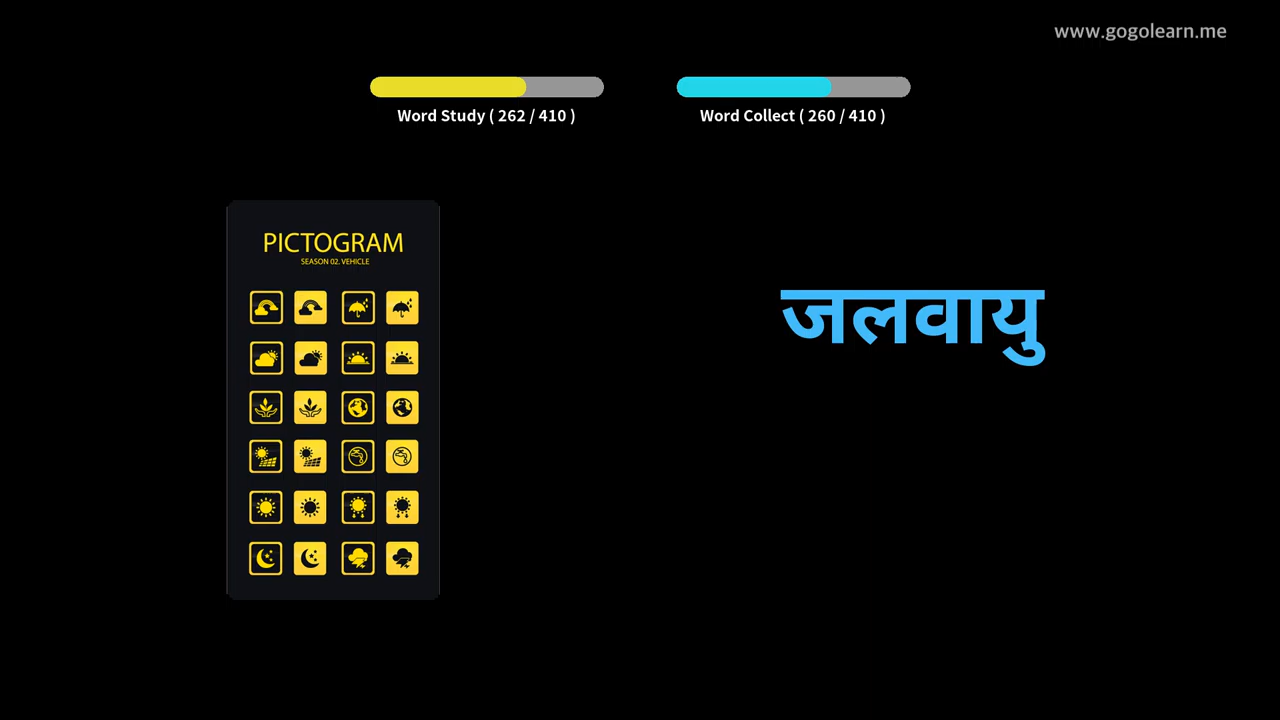 www.gogolearn.me
Word Study ( 262 / 410 )
Word Collect ( 260 / 410 )
PICTOGRAM
SEASON 02. VEHICLE
जलवायु